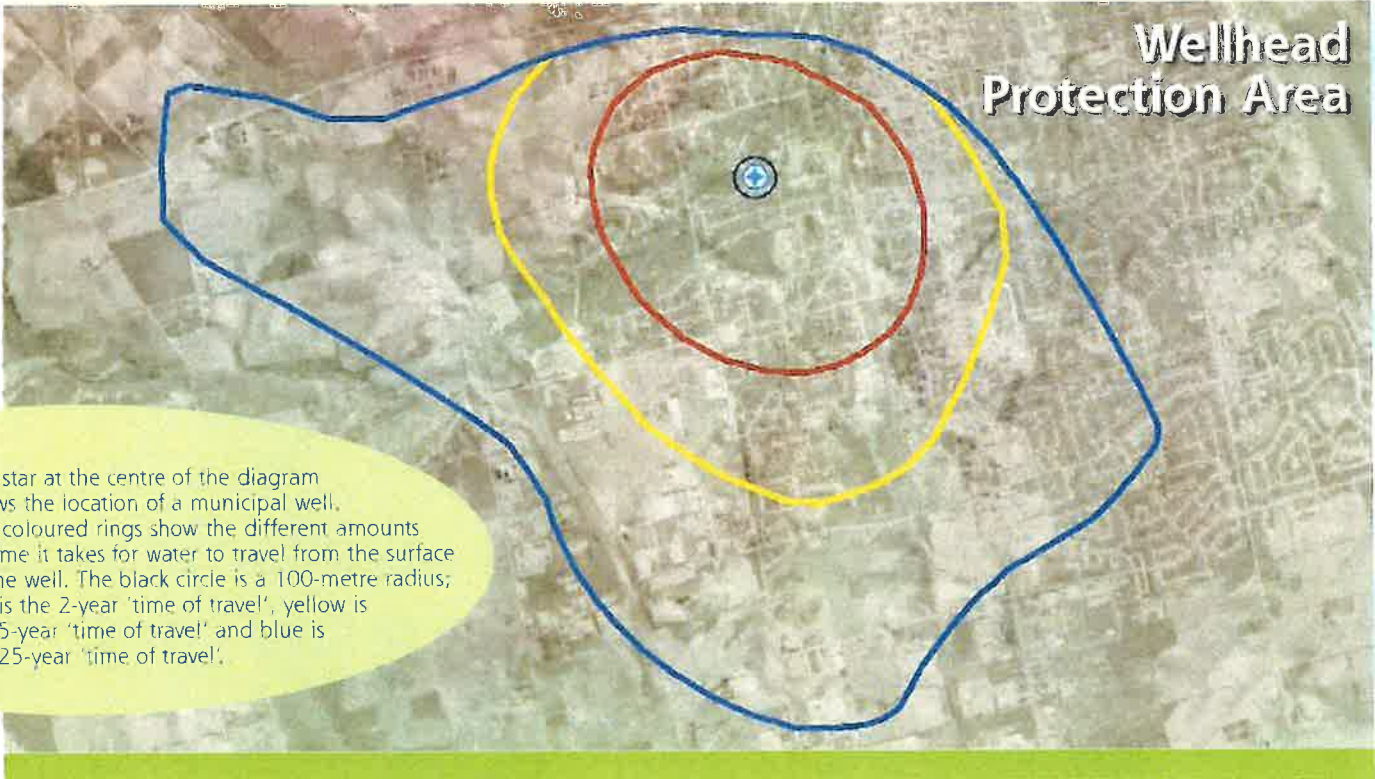 Wellhead
Protection Area
star at the centre of the diagram
ws the location of a municipal well.
coloured rings show the different amounts
me it takes for water to travel from the surface
he well. The black circle is a 100-metre radius;
is the 2-year 'time of travel', yellow is
5-year 'time of travel' and blue is
25-year 'time of travel'.